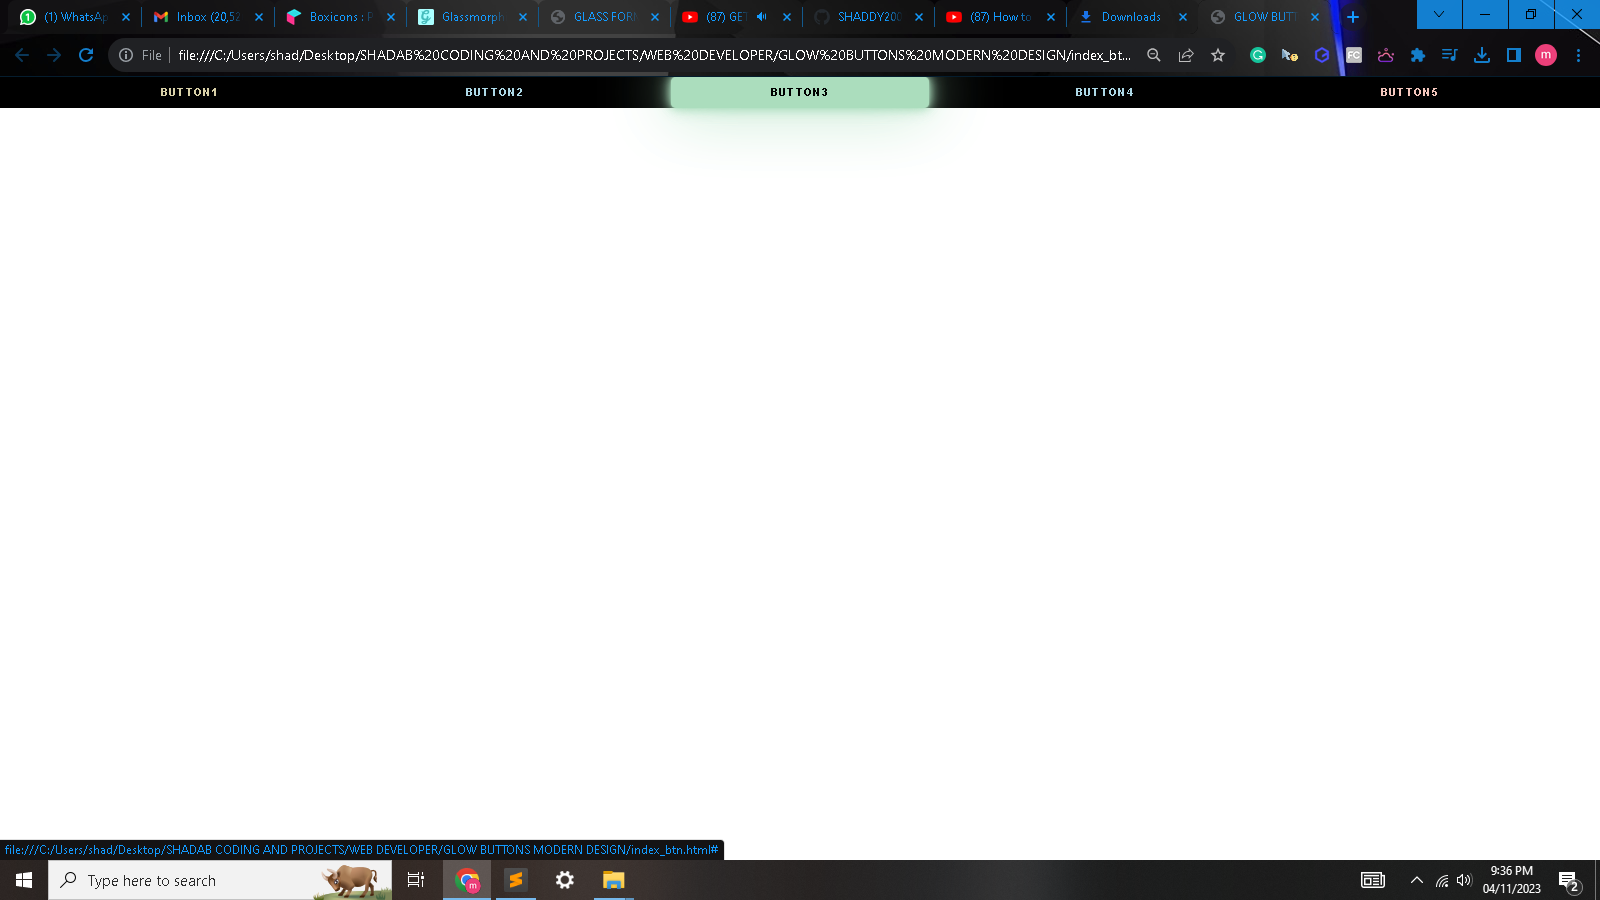 (1) WhatsAp
Inbox (20,52
Boxicons : P
Glassmorph
GLASS FORM
(87) GET
SHADDY200
(87) How to
Downloads
GLOW BUTT
File
file:///C:/Users/shad/Desktop/SHADAB%20CODING%20AND%20PROJECTS/WEB%20DEVELOPER/GLOW%20BUTTONS%20MODERN%20DESIGN/index_bt...
FC
m
BUTTON1
BUTTON2
BUTTON3
BUTTON4
BUTTON5
file:///C:/Users/shad/Desktop/SHADAB CODING AND PROJECTS/WEB DEVELOPER/GLOW BUTTONS MODERN DESIGN/index_btn.html#
Type here to search
m
9:36 PM
04/11/2023
2